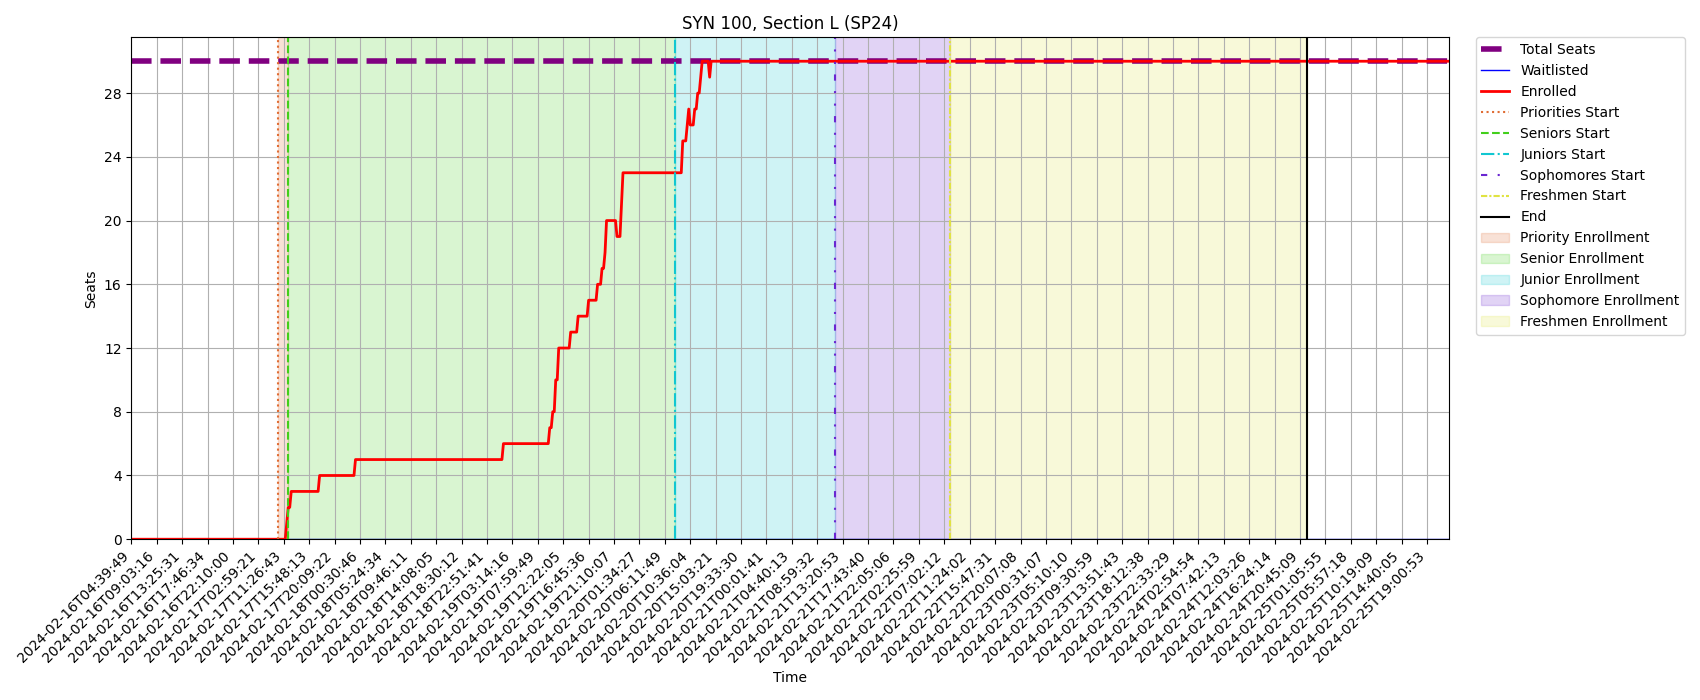 SYN 100, Section L (SP24)
Total Seats
Waitlisted
Enrolled
Priorities Start
Seniors Start
Juniors Start
Sophomores Start
Freshmen Start
End
Priority Enrollment
Senior Enrollment
Junior Enrollment
Sophomore Enrollment
Freshmen Enrollment
Seats
28
24
20
16
12
8
4
0
2024-02-16T04:39:49
2024-02-16T09:03:16
2024-02-16T13:25:31
2024-02-16T17:46:34
2024-02-16T22:10:00
2024-02-17T02:59:21
2024-02-17T11:26:43
2024-02-17T15:48:13
2024-02-17T20:09:22
2024-02-18T00:30:46
2024-02-18T05:24:34
2024-02-18T09:46:11
2024-02-18T14:08:05
2024-02-18T18:30:12
2024-02-18T22:51:41
2024-02-19T03:14:16
2024-02-19T07:59:49
2024-02-19T12:22:05
2024-02-19T16:45:36
2024-02-19T21:10:07
2024-02-20T01:34:27
2024-02-20T06:11:49
2024-02-20T10:36:04
2024-02-20T15:03:21
2024-02-20T19:33:30
2024-02-21T00:01:41
2024-02-21T04:40:13
2024-02-21T08:59:32
2024-02-21T13:20:53
2024-02-21T17:43:40
2024-02-21T22:05:06
2024-02-22T02:25:59
2024-02-22T07:02:12
2024-02-22T11:24:02
2024-02-22T15:47:31
2024-02-22T20:07:08
2024-02-23T00:31:07
2024-02-23T05:10:10
2024-02-23T09:30:59
2024-02-23T13:51:43
2024-02-23T18:12:38
2024-02-23T22:33:29
2024-02-24T02:54:54
2024-02-24T07:42:13
2024-02-24T12:03:26
2024-02-24T16:24:14
2024-02-24T20:45:09
2024-02-25T01:05:55
2024-02-25T05:57:18
2024-02-25T10:19:09
2024-02-25T14:40:05
2024-02-25T19:00:53
Time